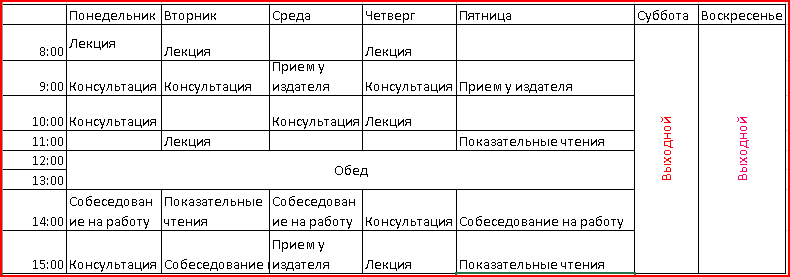 Понедельник Вторник Среда Четверг Пятница Суббота Воскресенье
8:00 Лекция Лекция Лекция
9:00 Консультация Консультация Прием у издателя Консультация Прием у издателя
10:00 Консультация Консультация Лекция
11:00 Лекция Показательные чтения
12:00
Обед
13:00
14:00 Собеседование на работу Показательные чтения Собеседование на работу Консультация Собеседование на работу
15:00 Консультация Собеседование Прием у издателя Лекция Показательные чтения
Выходной
Выходной